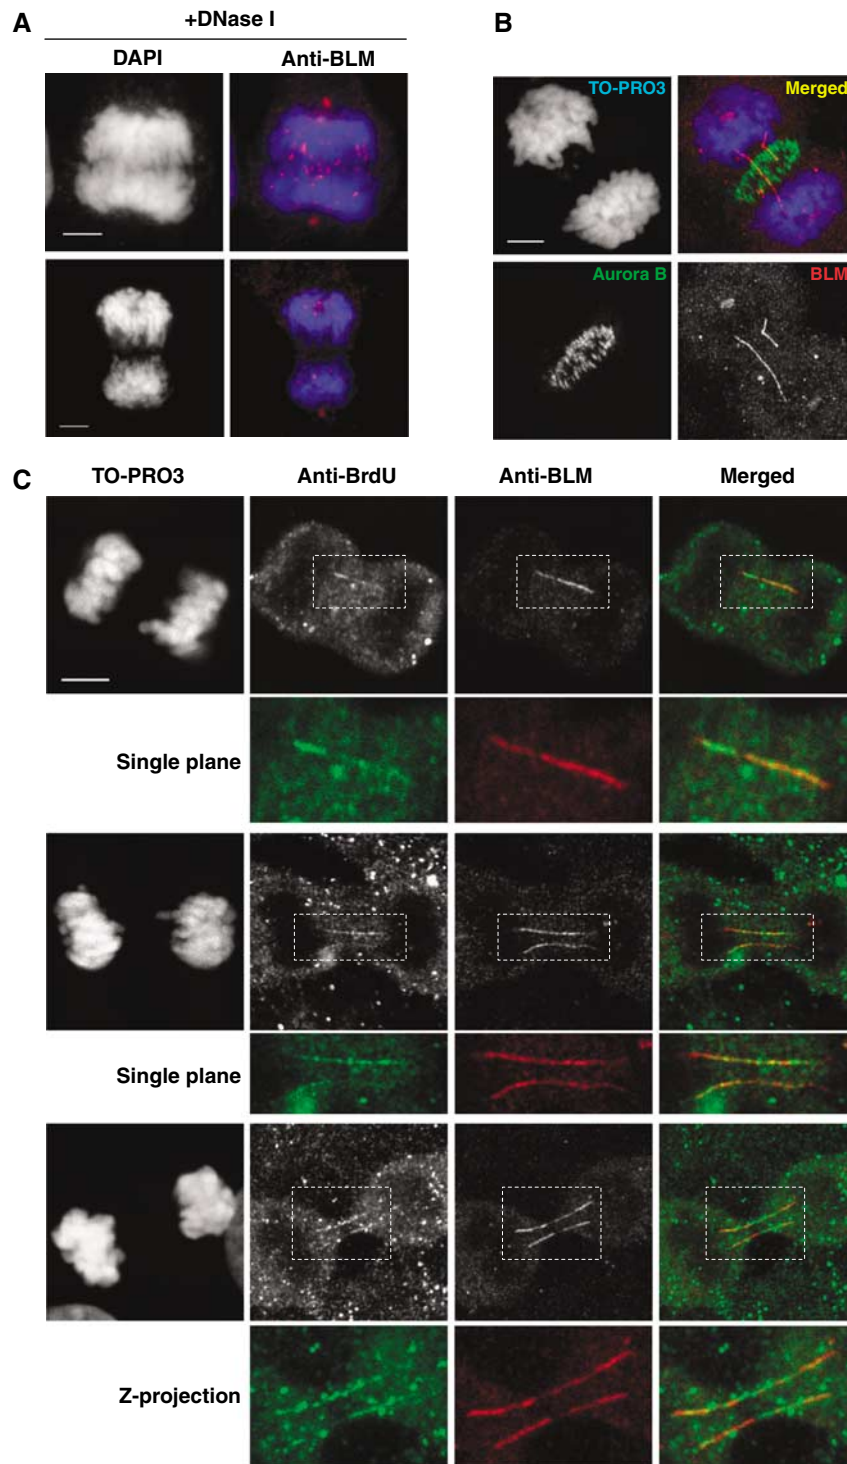 A
+DNase I
DAPI
Anti-BLM
B
TO-PRO3
Merged
Aurora B
BLM
C
TO-PRO3
Anti-BrdU
Anti-BLM
Merged
Single plane
Single plane
Z-projection